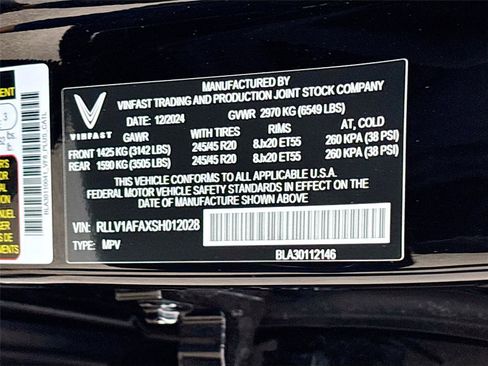 MANUFACTURED BY:
VINFAST TRADING AND PRODUCTION JOINT STOCK COMPANY
DATE: 12/2024 GVWR 2970 KG (6549 LBS)
GAWR TIRES RIMS AT, COLD
FRONT 1425 KG (3142 LBS) 245/45 R20 8Jx20 ET55 260 KPA (38 PSI)
REAR 1590 KG (3505 LBS) 245/45 R20 8Jx20 ET55 260 KPA (38 PSI)
THIS VEHICLE CONFORMS TO ALL APPLICABLE U.S.
FEDERAL MOTOR VEHICLE SAFETY STANDARDS IN EFFECT ON THE
DATE OF MANUFACTURE SHOWN ABOVE.
VIN: RLLV1AFAXSH012028
TYPE: MPV
BLA30112146
VINFAST